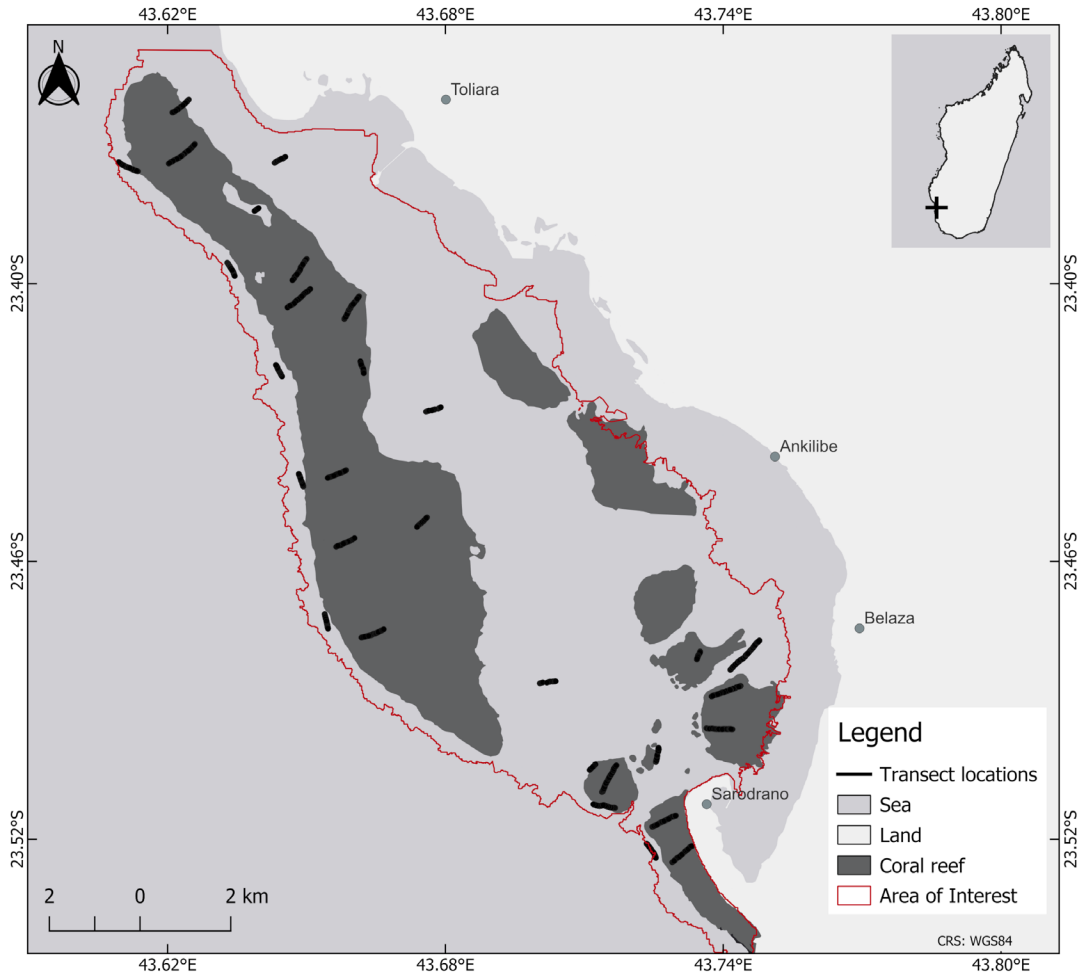 43.62°E 43.68°E 43.74°E 43.80°E
N
Toliara
23.40°S 23.40°S
Ankilibe
23.46°S 23.46°S
Belaza
Legend
Transect locations
Sarodrano
Sea
Land
23.52°S 23.52°S
Coral reef
Area of Interest
2 0 2 km
CRS: WGS84
43.62°E 43.68°E 43.74°E 43.80°E